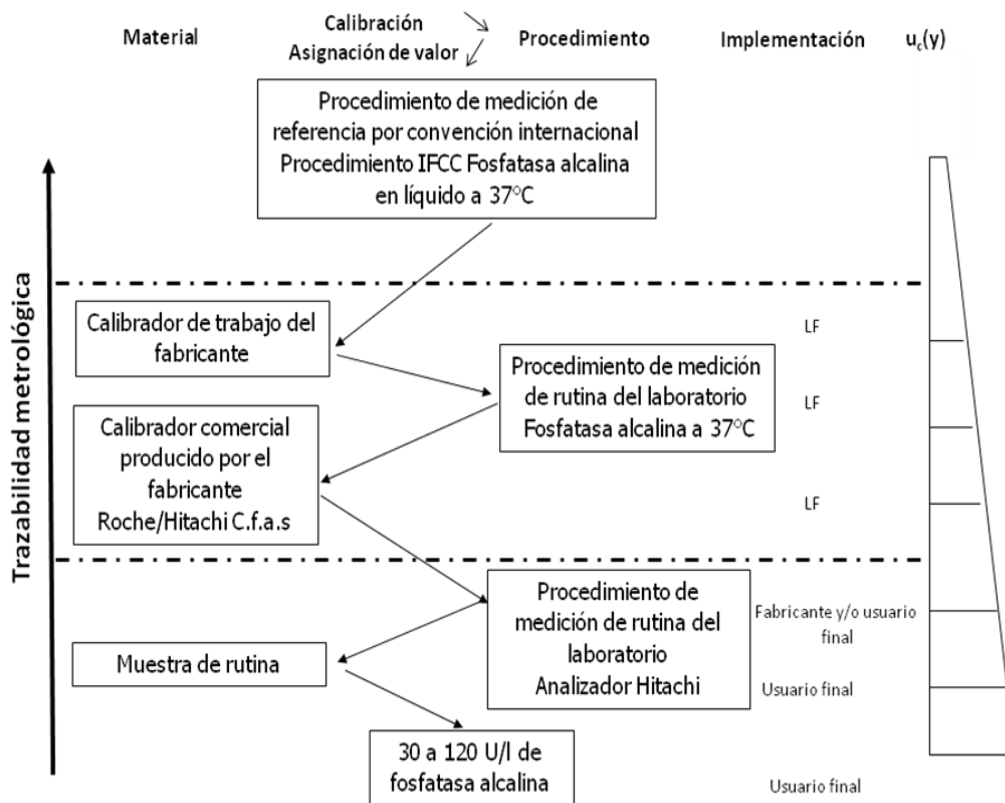 Material
Calibración
Asignación de valor
Procedimiento
Implementación
u_c(y)
Procedimiento de medición de
referencia por convención internacional
Procedimiento IFCC Fosfatasa alcalina
en líquido a 37°C
Trazabilidad metrológica
Calibrador de trabajo del
fabricante
LF
Procedimiento de medición
de rutina del laboratorio
Fosfatasa alcalina a 37°C
LF
Calibrador comercial
producido por el
fabricante
Roche/Hitachi C.f.a.s
LF
Procedimiento de
medición de rutina del
laboratorio
Analizador Hitachi
Fabricante y/o usuario
final
Muestra de rutina
Usuario final
30 a 120 U/l de
fosfatasa alcalina
Usuario final